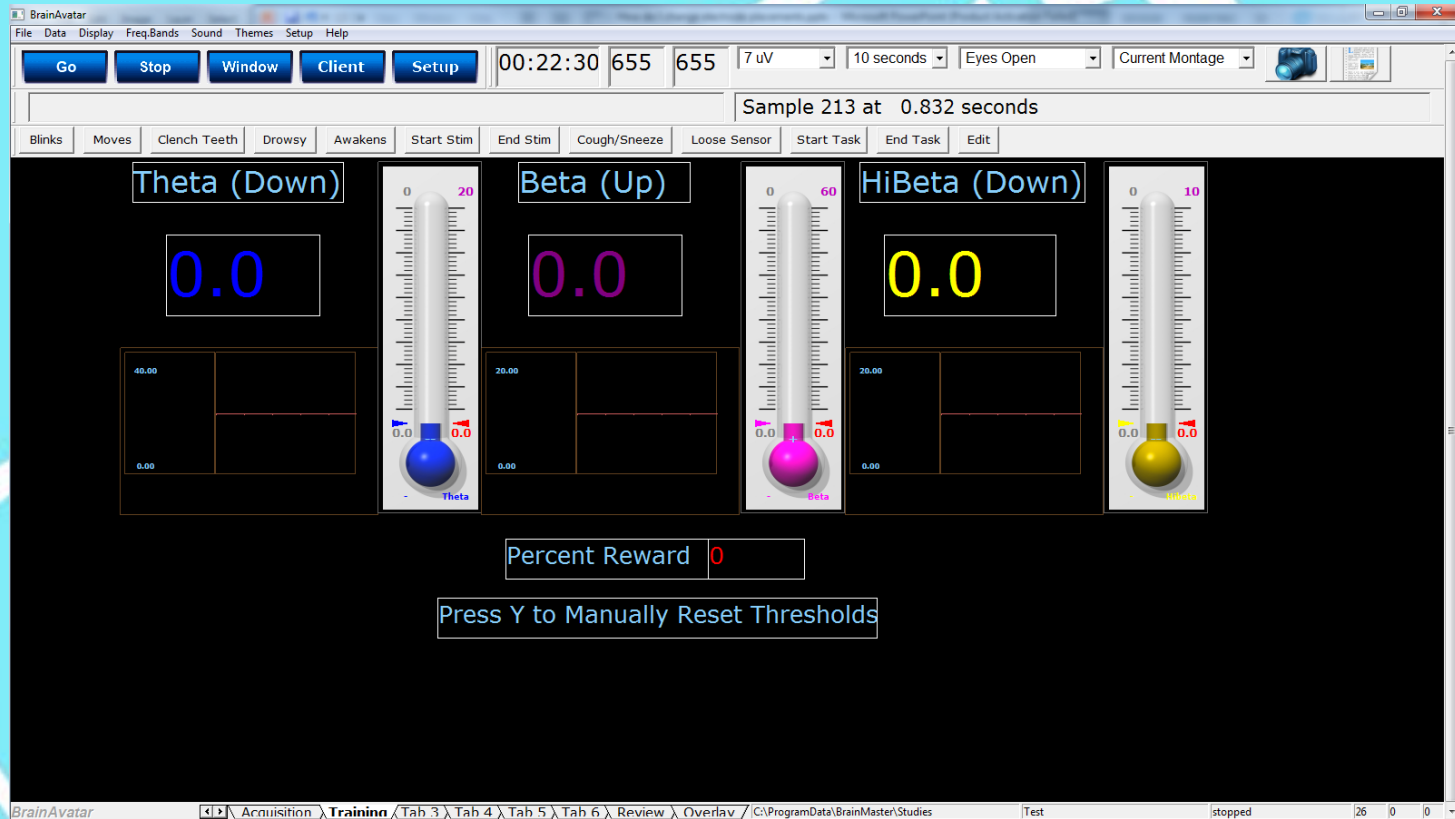 BrainAvatar
File Data Display Freq.Bands Sound Themes Setup Help
Go Stop Window Client Setup 00:22:30 655 655 7 uV 10 seconds Eyes Open Current Montage
Sample 213 at 0.832 seconds
Blinks Moves Clench Teeth Drowsy Awakens Start Stim End Stim Cough/Sneeze Loose Sensor Start Task End Task Edit
Theta (Down) 0 20 Beta (Up) 0 60 HiBeta (Down) 0 10
0.0 0.0 0.0
40.00 20.00 20.00
0.0 0.0 0.0 0.0 0.0 0.0
0.00 0.00 0.00
- Theta - Beta -
Percent Reward 0
Press Y to Manually Reset Thresholds
BrainAvatar Acquisition Training Tab 3 Tab 4 Tab 5 Tab 6 Review Overlay C:\ProgramData\BrainMaster\Studies Test stopped 26 0 0